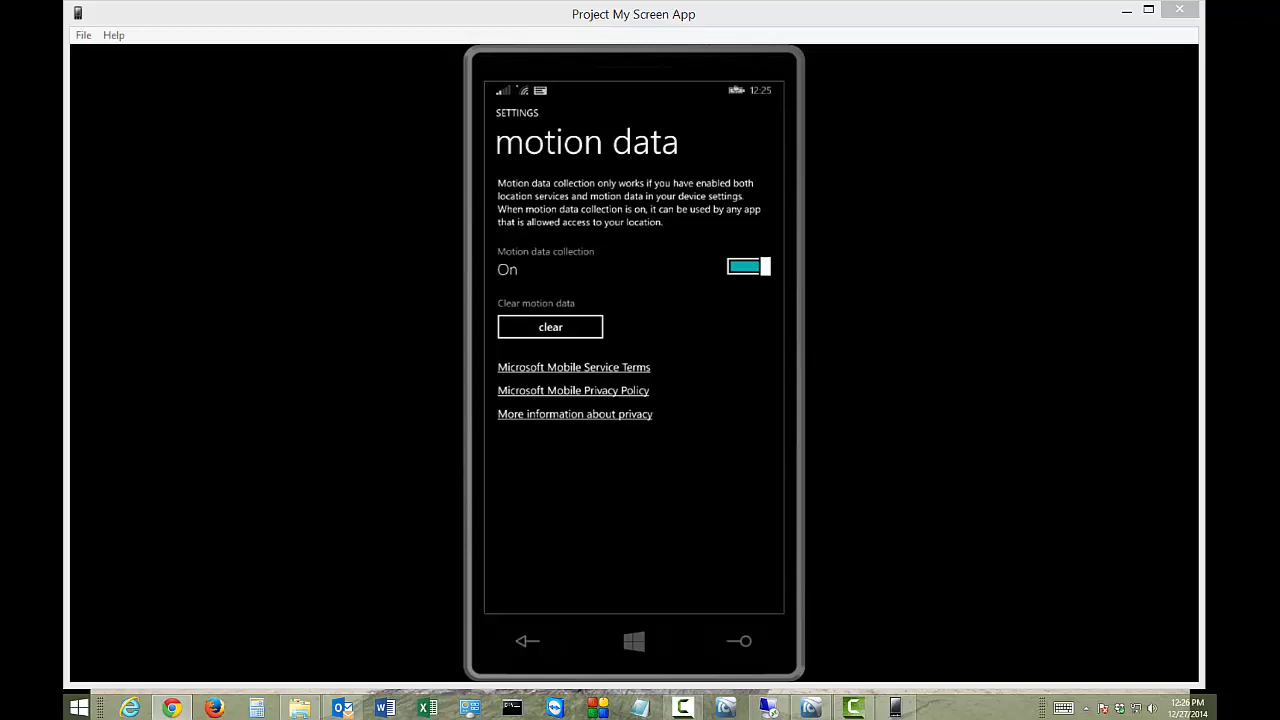 Project My Screen App
File Help
12:25
SETTINGS
motion data
Motion data collection only works if you have enabled both
location services and motion data in your device settings.
When motion data collection is on, it can be used by any app
that is allowed access to your location.
Motion data collection
On
Clear motion data
clear
Microsoft Mobile Service Terms
Microsoft Mobile Privacy Policy
More information about privacy
12:26 PM
12/27/2014